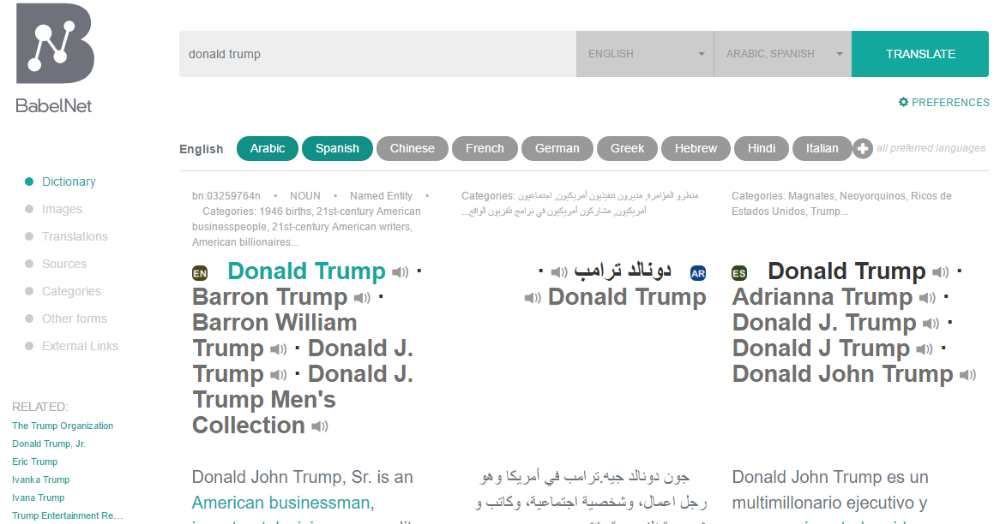 donald trump
ENGLISH
ARABIC, SPANISH
TRANSLATE
BabelNet
PREFERENCES
English
Arabic
Spanish
Chinese
French
German
Greek
Hebrew
Hindi
Italian
all preferred languages
Dictionary
Images
Translations
Sources
Categories
Other forms
External Links
RELATED:
The Trump Organization
Donald Trump, Jr.
Eric Trump
Ivanka Trump
Ivana Trump
Trump Entertainment Re…
bn:03259764n • NOUN • Named Entity •
Categories: 1946 births, 21st-century American
businesspeople, 21st-century American writers,
American billionaires...
EN Donald Trump ·
Barron Trump ·
Barron William
Trump · Donald J.
Trump · Donald J.
Trump Men's
Collection
Donald John Trump, Sr. is an
American businessman,
Categories: منظرو المؤامرة, مديرون تنفيذيون أمريكيون, اجتماعيون
أمريكيون, مشاركون أمريكيون في برامج تلفزيون الواقع...
AR دونالد ترامب ·
Donald Trump
جون دونالد جيه.ترامب في أمريكا وهو
رجل اعمال، وشخصية اجتماعية، وكاتب و
Categories: Magnates, Neoyorquinos, Ricos de
Estados Unidos, Trump...
ES Donald Trump ·
Adrianna Trump ·
Donald J. Trump ·
Donald J Trump ·
Donald John Trump
Donald John Trump es un
multimillonario ejecutivo y